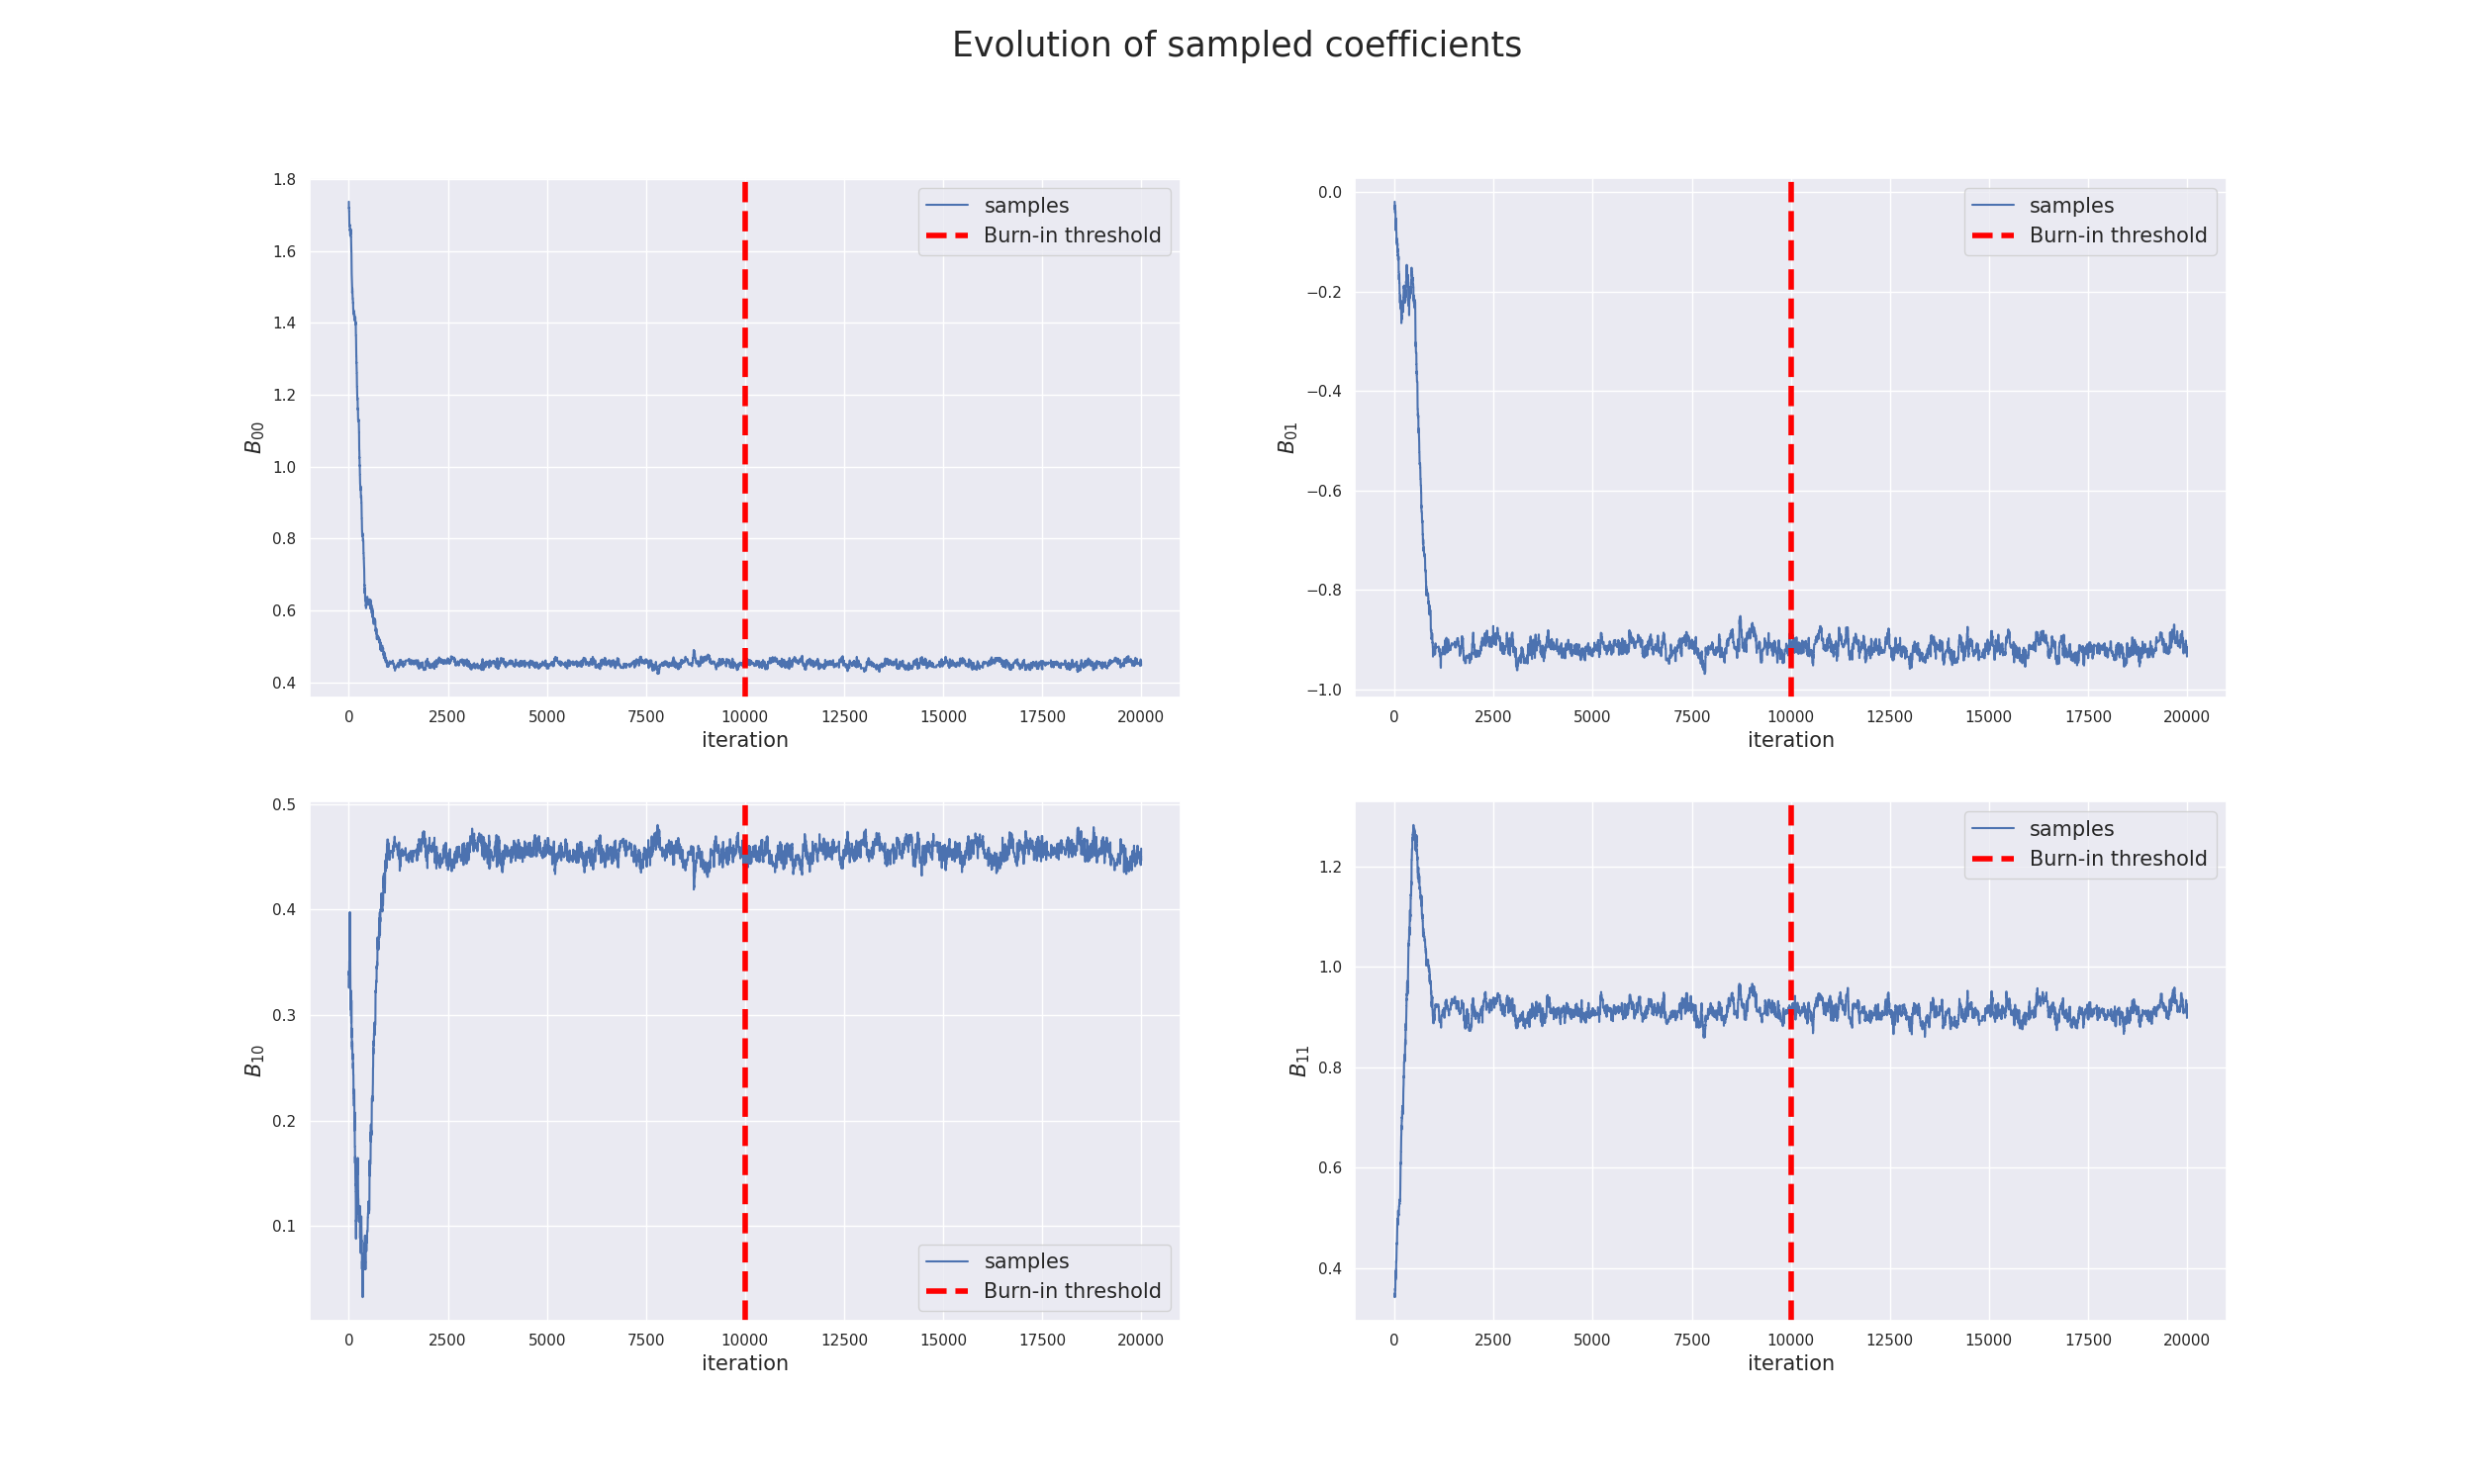 Evolution of sampled coefficients
1.8
1.6
1.4
1.2
1.0
0.8
0.6
0.4
B00
samples
Burn-in threshold
0 2500 5000 7500 10000 12500 15000 17500 20000
iteration
0.0
−0.2
−0.4
−0.6
−0.8
−1.0
B01
samples
Burn-in threshold
0 2500 5000 7500 10000 12500 15000 17500 20000
iteration
0.5
0.4
0.3
0.2
0.1
B10
samples
Burn-in threshold
0 2500 5000 7500 10000 12500 15000 17500 20000
iteration
1.2
1.0
0.8
0.6
0.4
B11
samples
Burn-in threshold
0 2500 5000 7500 10000 12500 15000 17500 20000
iteration